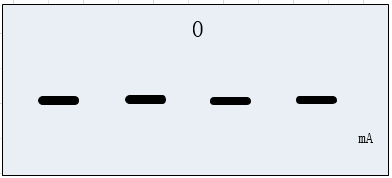 0
— — — —
mA